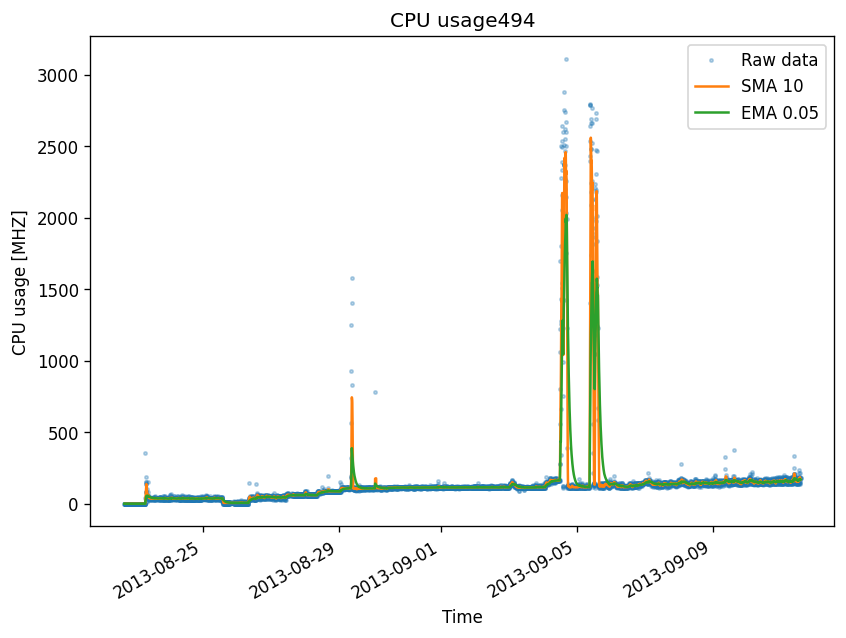 CPU usage494
Raw data
SMA 10
EMA 0.05
CPU usage [MHZ]
3000
2500
2000
1500
1000
500
0
2013-08-25
2013-08-29
2013-09-01
2013-09-05
2013-09-09
Time